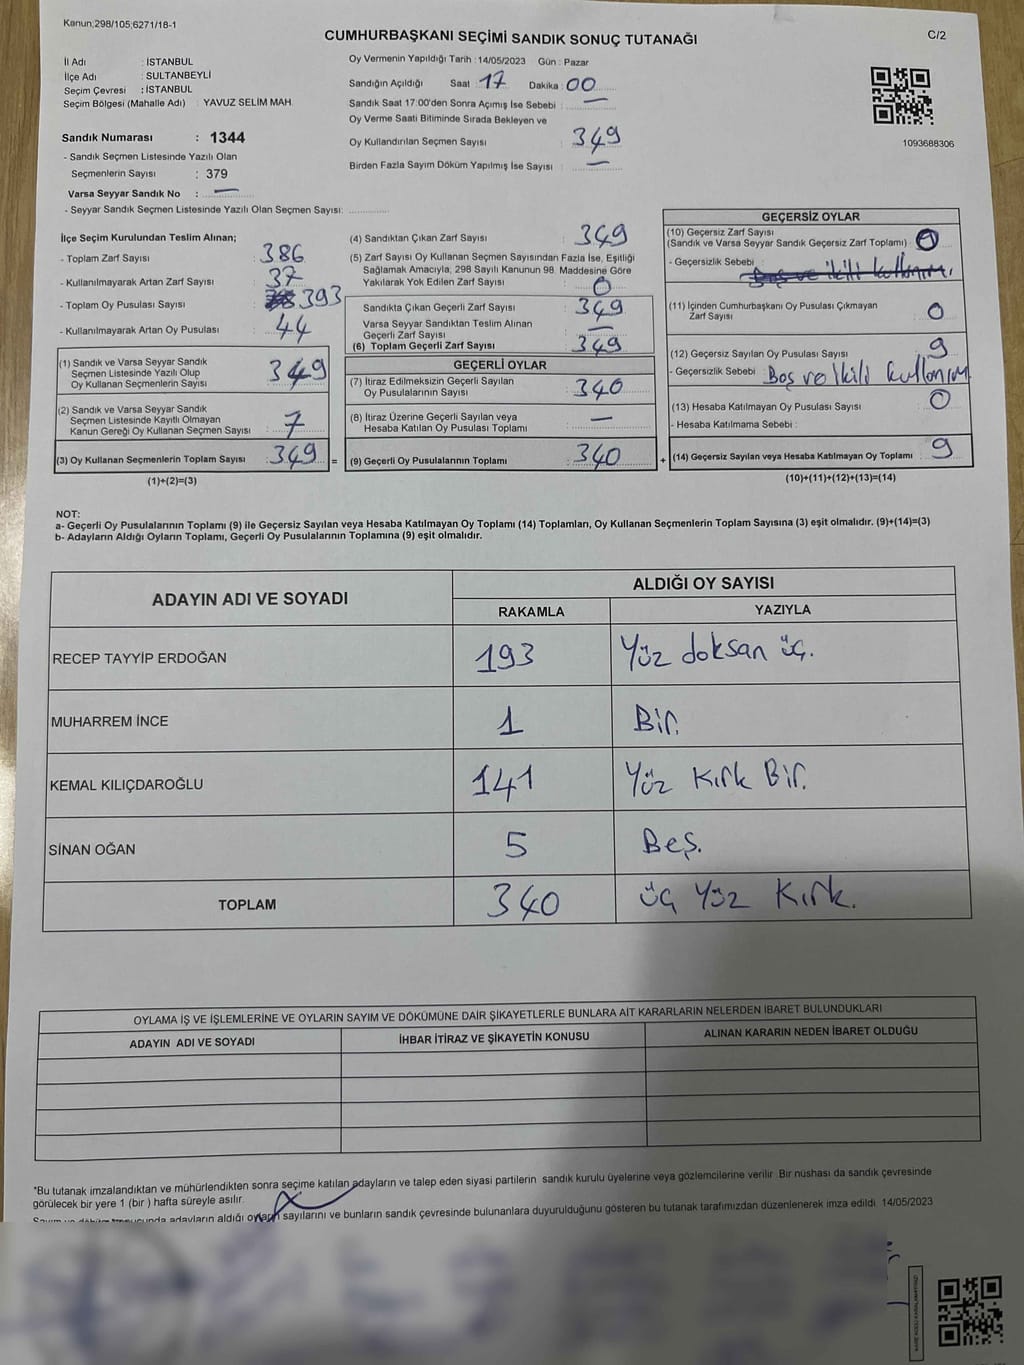 Kanun;298/105;6271/18-1
CUMHURBAŞKANI SEÇİMİ SANDIK SONUÇ TUTANAĞI
C/2
İl Adı : İSTANBUL
İlçe Adı : SULTANBEYLİ
Seçim Çevresi : İSTANBUL
Seçim Bölgesi (Mahalle Adı) : YAVUZ SELİM MAH.
Sandık Numarası : 1344
- Sandık Seçmen Listesinde Yazılı Olan
Seçmenlerin Sayısı : 379
Varsa Seyyar Sandık No : —
- Seyyar Sandık Seçmen Listesinde Yazılı Olan Seçmen Sayısı: ..............
Oy Vermenin Yapıldığı Tarih : 14/05/2023 Gün : Pazar
Sandığın Açıldığı Saat : 17 Dakika : 00
Sandık Saat 17:00'den Sonra Açımış İse Sebebi : —
Oy Verme Saati Bitiminde Sırada Bekleyen ve
Oy Kullandırılan Seçmen Sayısı : 349
Birden Fazla Sayım Döküm Yapılmış İse Sayısı : —
1093688306
İlçe Seçim Kurulundan Teslim Alınan;
- Toplam Zarf Sayısı : 386
- Kullanılmayarak Artan Zarf Sayısı : 37
- Toplam Oy Pusulası Sayısı : 393
- Kullanılmayarak Artan Oy Pusulası : 44
(1) Sandık ve Varsa Seyyar Sandık
Seçmen Listesinde Yazılı Olup
Oy Kullanan Seçmenlerin Sayısı : 349
(2) Sandık ve Varsa Seyyar Sandık
Seçmen Listesinde Kayıtlı Olmayan
Kanun Gereği Oy Kullanan Seçmen Sayısı : 7
(3) Oy Kullanan Seçmenlerin Toplam Sayısı : 349 =
(1)+(2)=(3)
(4) Sandıktan Çıkan Zarf Sayısı : 349
(5) Zarf Sayısı Oy Kullanan Seçmen Sayısından Fazla İse, Eşitliği
Sağlamak Amacıyla, 298 Sayılı Kanunun 98. Maddesine Göre
Yakılarak Yok Edilen Zarf Sayısı : 0
Sandıkta Çıkan Geçerli Zarf Sayısı : 349
Varsa Seyyar Sandıktan Teslim Alınan
Geçerli Zarf Sayısı : —
(6) Toplam Geçerli Zarf Sayısı : 349
GEÇERLİ OYLAR
(7) İtiraz Edilmeksizin Geçerli Sayılan
Oy Pusulalarının Sayısı : 340
(8) İtiraz Üzerine Geçerli Sayılan veya
Hesaba Katılan Oy Pusulası Toplamı : —
(9) Geçerli Oy Pusulalarının Toplamı : 340 +
GEÇERSİZ OYLAR
(10) Geçersiz Zarf Sayısı
(Sandık ve Varsa Seyyar Sandık Geçersiz Zarf Toplamı) : 0
- Geçersizlik Sebebi : Boş ve ikili kullanımı
(11) İçinden Cumhurbaşkanı Oy Pusulası Çıkmayan
Zarf Sayısı : 0
(12) Geçersiz Sayılan Oy Pusulası Sayısı : 9
- Geçersizlik Sebebi : Boş ve ikili kullanım
(13) Hesaba Katılmayan Oy Pusulası Sayısı : 0
- Hesaba Katılmama Sebebi :
(14) Geçersiz Sayılan veya Hesaba Katılmayan Oy Toplamı : 9
(10)+(11)+(12)+(13)=(14)
NOT:
a- Geçerli Oy Pusulalarının Toplamı (9) ile Geçersiz Sayılan veya Hesaba Katılmayan Oy Toplamı (14) Toplamları, Oy Kullanan Seçmenlerin Toplam Sayısına (3) eşit olmalıdır. (9)+(14)=(3)
b- Adayların Aldığı Oyların Toplamı, Geçerli Oy Pusulalarının Toplamına (9) eşit olmalıdır.
ADAYIN ADI VE SOYADI
ALDIĞI OY SAYISI
RAKAMLA YAZIYLA
RECEP TAYYİP ERDOĞAN 193 Yüz doksan üç.
MUHARREM İNCE 1 Bir.
KEMAL KILIÇDAROĞLU 141 Yüz Kırk Bir.
SİNAN OĞAN 5 Beş.
TOPLAM 340 üç Yüz Kırk.
OYLAMA İŞ VE İŞLEMLERİNE VE OYLARIN SAYIM VE DÖKÜMÜNE DAİR ŞİKAYETLERLE BUNLARA AİT KARARLARIN NELERDEN İBARET BULUNDUKLARI
ADAYIN ADI VE SOYADI İHBAR İTİRAZ VE ŞİKAYETİN KONUSU ALINAN KARARIN NEDEN İBARET OLDUĞU
*Bu tutanak imzalandıktan ve mühürlendikten sonra seçime katılan adayların ve talep eden siyasi partilerin sandık kurulu üyelerine veya gözlemcilerine verilir Bir nüshası da sandık çevresinde
görülecek bir yere 1 (bir ) hafta süreyle asılır.
adayların aldığı oyların sayılarını ve bunların sandık çevresinde bulunanlara duyurulduğunu gösteren bu tutanak tarafımızdan düzenlenerek imza edildi. 14/05/2023